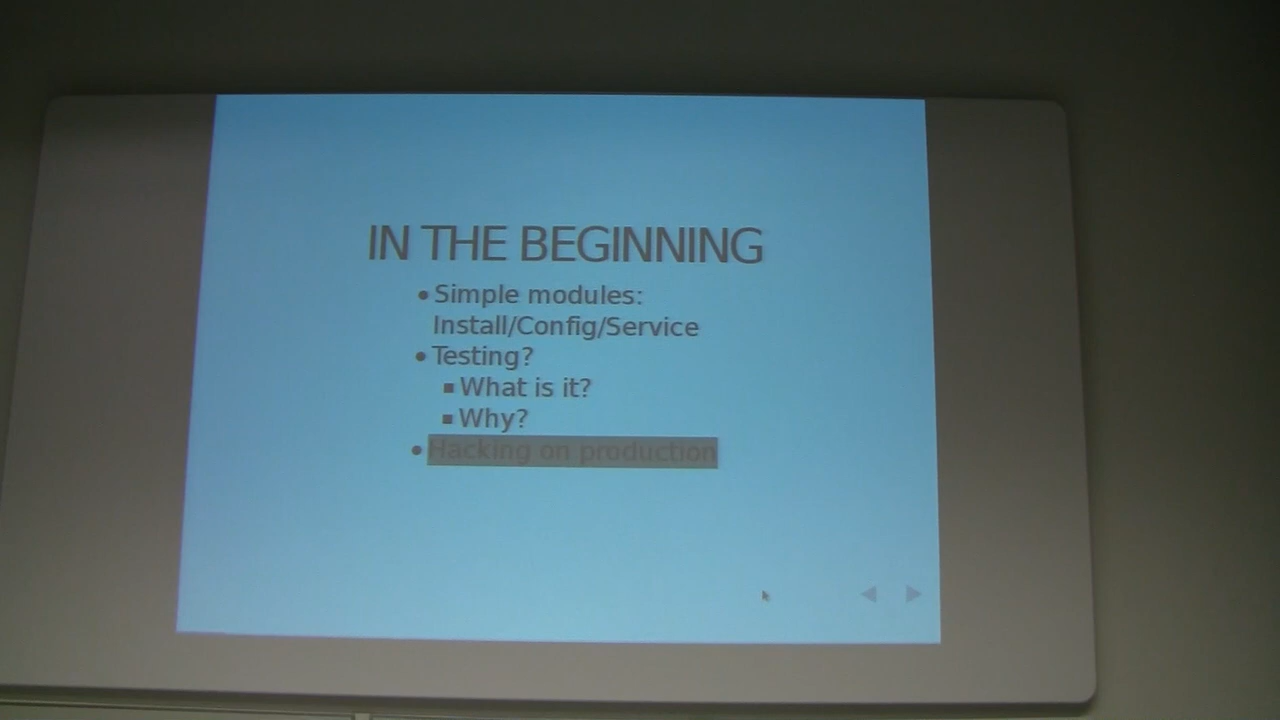 IN THE BEGINNING
• Simple modules:
Install/Config/Service
• Testing?
▪ What is it?
▪ Why?
• Hacking on production